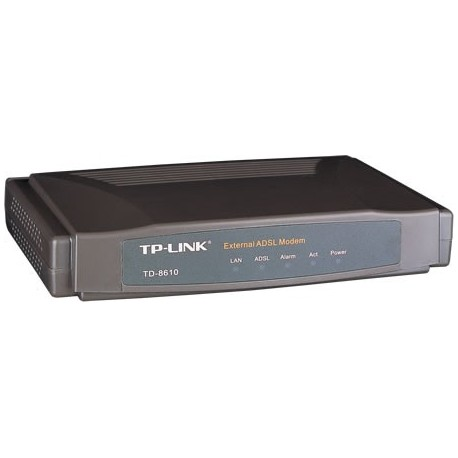 TP-LINK®
External ADSL Modem
TD-8610
LAN ADSL Alarm Act Power